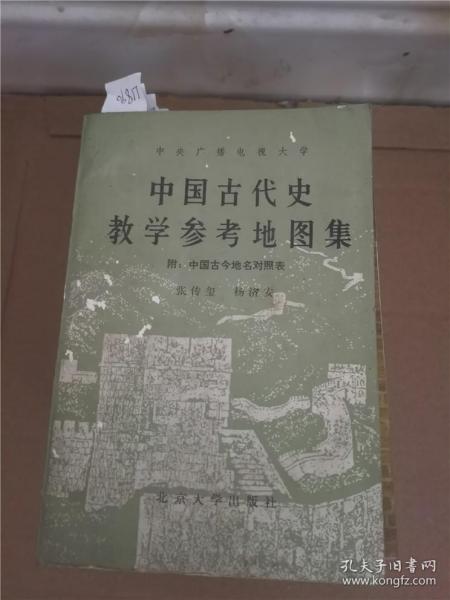 中央广播电视大学
中国古代史
教学参考地图集
附：中国古今地名对照表
张传玺　杨济安
北京大学出版社
孔夫子旧书网
www.kongfz.com